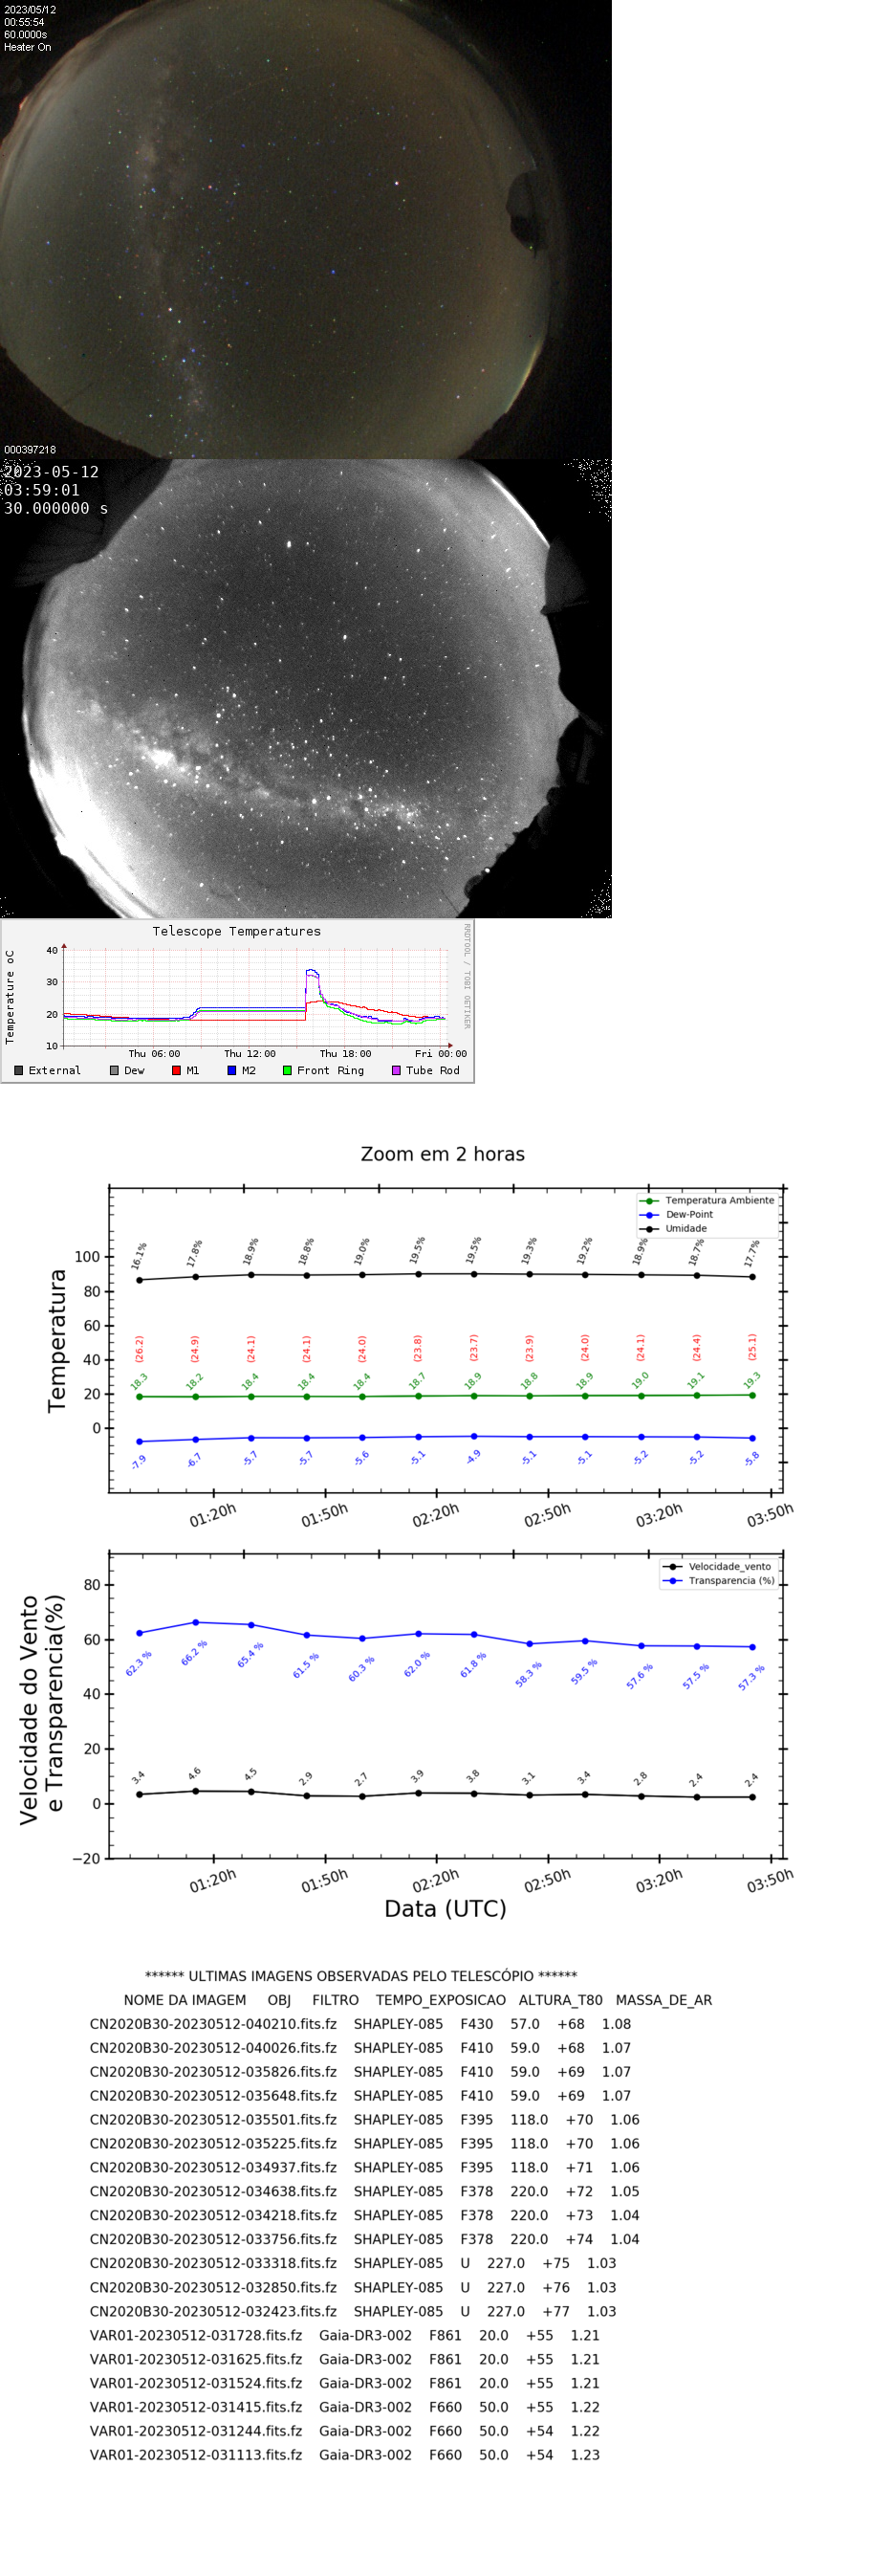 2023/05/12
00:55:54
60.0000s
Heater On
000397218
2023-05-12
03:59:01
30.000000 s
Telescope Temperatures
RRDTOOL / TOBI OETIKER
Temperature oC
40
30
20
10
Thu 06:00 Thu 12:00 Thu 18:00 Fri 00:00
External Dew M1 M2 Front Ring Tube Rod
Zoom em 2 horas
Temperatura Ambiente
Dew-Point
Umidade
Temperatura
100
80
60
40
20
0
16.1% 17.8% 18.9% 18.8% 19.0% 19.5% 19.5% 19.3% 19.2% 18.9% 18.7% 17.7%
(26.2) (24.9) (24.1) (24.1) (24.0) (23.8) (23.7) (23.9) (24.0) (24.1) (24.4) (25.1)
18.3 18.2 18.4 18.4 18.4 18.7 18.9 18.8 18.9 19.0 19.1 19.3
-7.9 -6.7 -5.7 -5.7 -5.6 -5.1 -4.9 -5.1 -5.1 -5.2 -5.2 -5.8
01:20h 01:50h 02:20h 02:50h 03:20h 03:50h
Velocidade_vento
Transparencia (%)
Velocidade do Vento
e Transparencia(%)
80
60
40
20
0
−20
62.3 % 66.2 % 65.4 % 61.5 % 60.3 % 62.0 % 61.8 % 58.3 % 59.5 % 57.6 % 57.5 % 57.3 %
3.4 4.6 4.5 2.9 2.7 3.9 3.8 3.1 3.4 2.8 2.4 2.4
01:20h 01:50h 02:20h 02:50h 03:20h 03:50h
Data (UTC)
****** ULTIMAS IMAGENS OBSERVADAS PELO TELESCÓPIO ******
NOME DA IMAGEM OBJ FILTRO TEMPO_EXPOSICAO ALTURA_T80 MASSA_DE_AR
CN2020B30-20230512-040210.fits.fz SHAPLEY-085 F430 57.0 +68 1.08
CN2020B30-20230512-040026.fits.fz SHAPLEY-085 F410 59.0 +68 1.07
CN2020B30-20230512-035826.fits.fz SHAPLEY-085 F410 59.0 +69 1.07
CN2020B30-20230512-035648.fits.fz SHAPLEY-085 F410 59.0 +69 1.07
CN2020B30-20230512-035501.fits.fz SHAPLEY-085 F395 118.0 +70 1.06
CN2020B30-20230512-035225.fits.fz SHAPLEY-085 F395 118.0 +70 1.06
CN2020B30-20230512-034937.fits.fz SHAPLEY-085 F395 118.0 +71 1.06
CN2020B30-20230512-034638.fits.fz SHAPLEY-085 F378 220.0 +72 1.05
CN2020B30-20230512-034218.fits.fz SHAPLEY-085 F378 220.0 +73 1.04
CN2020B30-20230512-033756.fits.fz SHAPLEY-085 F378 220.0 +74 1.04
CN2020B30-20230512-033318.fits.fz SHAPLEY-085 U 227.0 +75 1.03
CN2020B30-20230512-032850.fits.fz SHAPLEY-085 U 227.0 +76 1.03
CN2020B30-20230512-032423.fits.fz SHAPLEY-085 U 227.0 +77 1.03
VAR01-20230512-031728.fits.fz Gaia-DR3-002 F861 20.0 +55 1.21
VAR01-20230512-031625.fits.fz Gaia-DR3-002 F861 20.0 +55 1.21
VAR01-20230512-031524.fits.fz Gaia-DR3-002 F861 20.0 +55 1.21
VAR01-20230512-031415.fits.fz Gaia-DR3-002 F660 50.0 +54 1.22
VAR01-20230512-031244.fits.fz Gaia-DR3-002 F660 50.0 +54 1.22
VAR01-20230512-031113.fits.fz Gaia-DR3-002 F660 50.0 +54 1.23